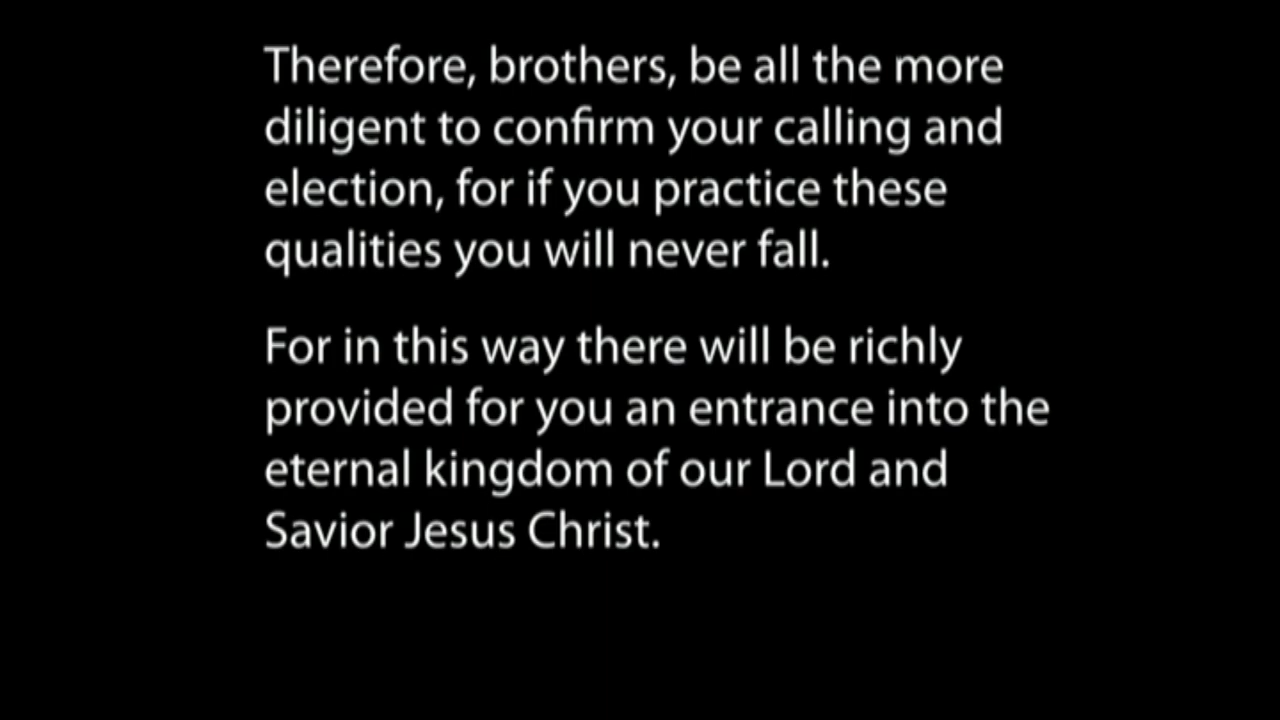 Therefore, brothers, be all the more
diligent to confirm your calling and
election, for if you practice these
qualities you will never fall.
For in this way there will be richly
provided for you an entrance into the
eternal kingdom of our Lord and
Savior Jesus Christ.